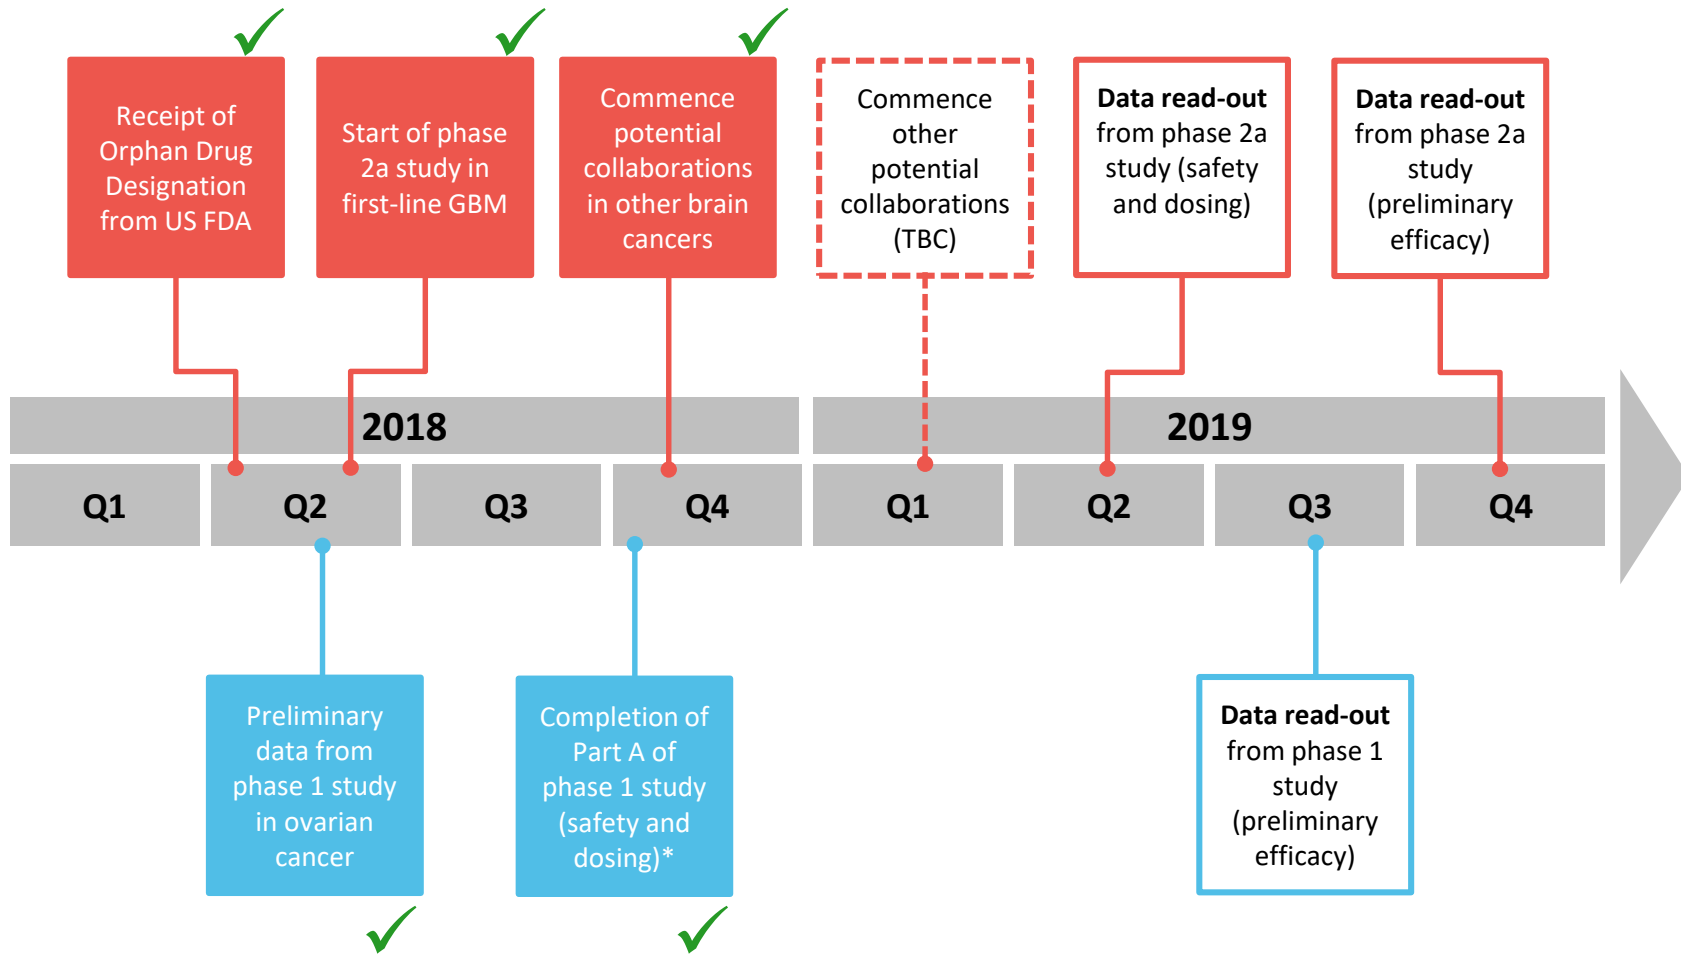 Receipt of
Orphan Drug
Designation
from US FDA
Start of phase
2a study in
first-line GBM
Commence
potential
collaborations
in other brain
cancers
Commence
other
potential
collaborations
(TBC)
Data read-out
from phase 2a
study (safety
and dosing)
Data read-out
from phase 2a
study
(preliminary
efficacy)
2018
2019
Q1
Q2
Q3
Q4
Q1
Q2
Q3
Q4
Preliminary
data from
phase 1 study
in ovarian
cancer
Completion of
Part A of
phase 1 study
(safety and
dosing)*
Data read-out
from phase 1
study
(preliminary
efficacy)